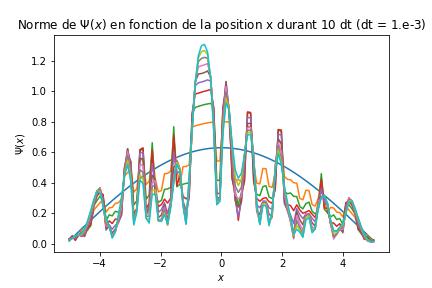 Norme de Ψ(x) en fonction de la position x durant 10 dt (dt = 1.e-3)
Ψ(x)
1.2
1.0
0.8
0.6
0.4
0.2
0.0
−4 −2 0 2 4
x